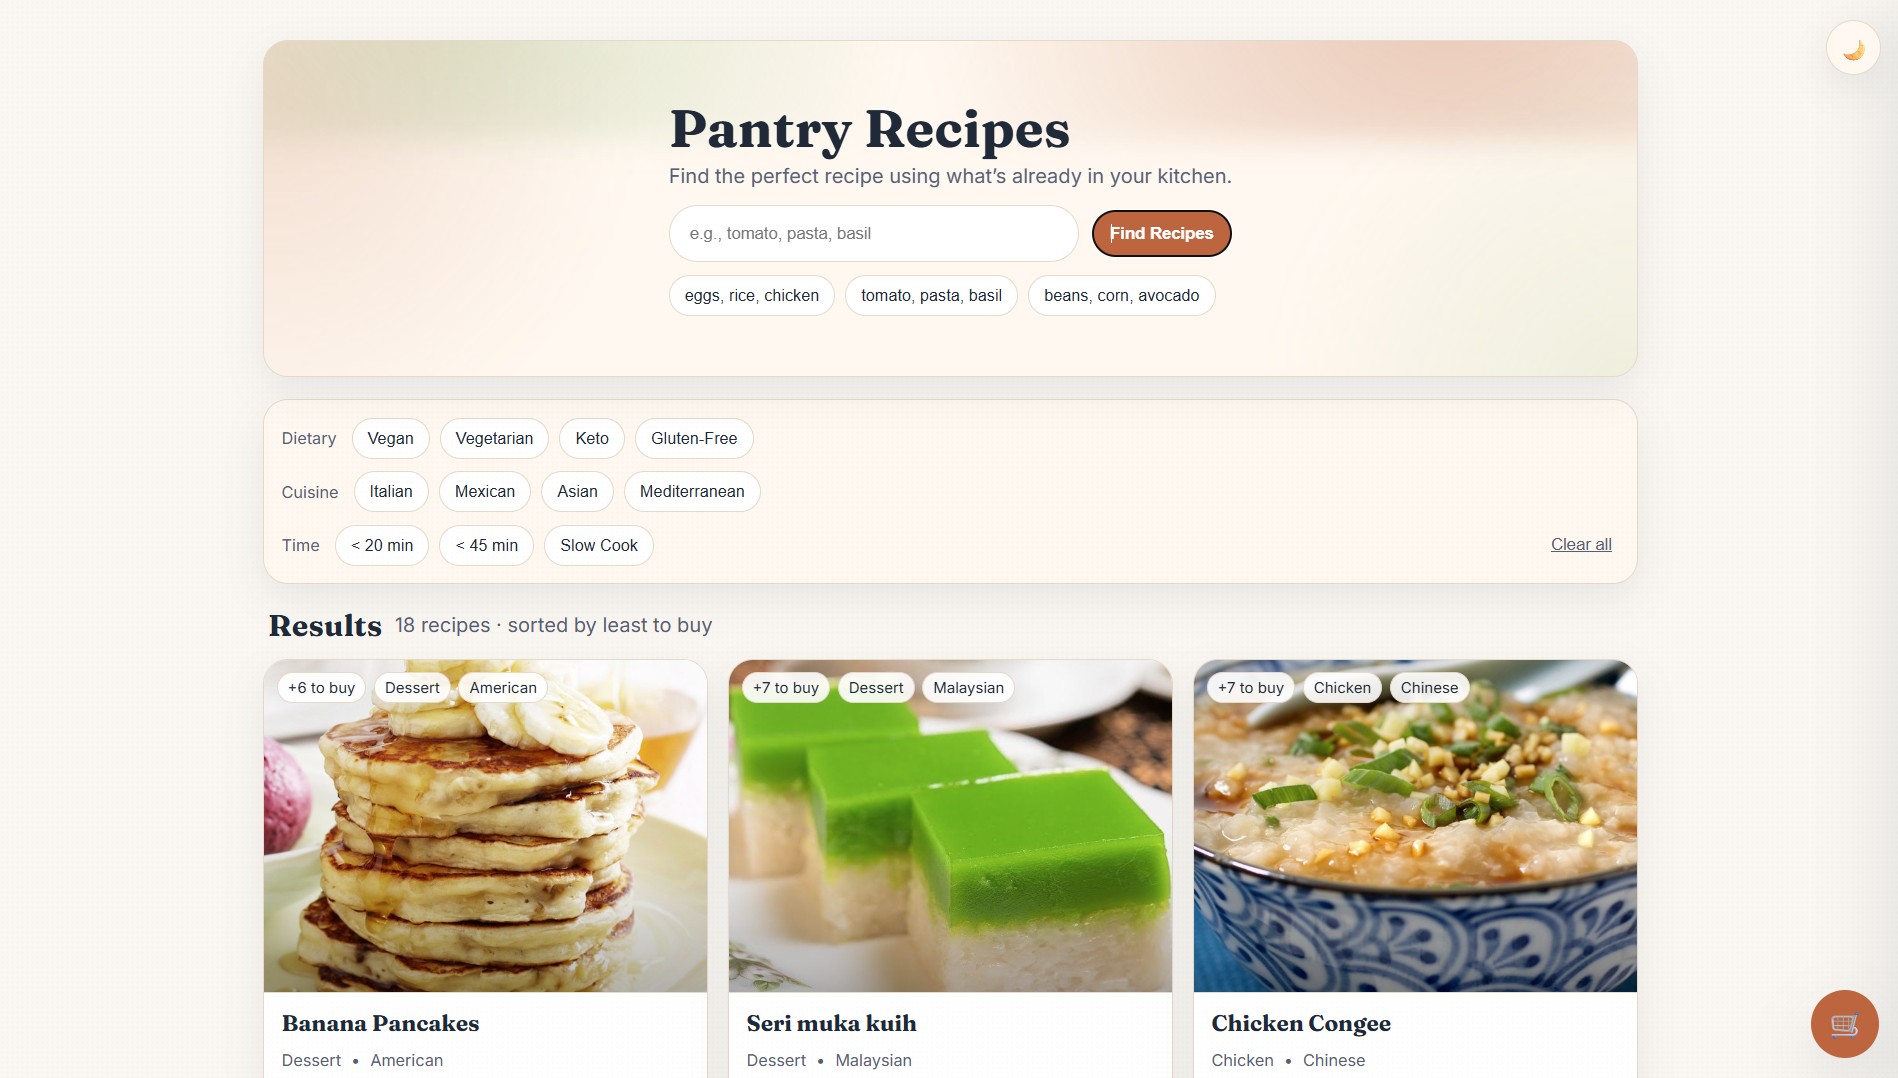 Pantry Recipes
Find the perfect recipe using what’s already in your kitchen.
e.g., tomato, pasta, basil
Find Recipes
eggs, rice, chicken
tomato, pasta, basil
beans, corn, avocado
Dietary Vegan Vegetarian Keto Gluten-Free
Cuisine Italian Mexican Asian Mediterranean
Time < 20 min < 45 min Slow Cook Clear all
Results 18 recipes · sorted by least to buy
+6 to buy Dessert American
Banana Pancakes
Dessert • American
+7 to buy Dessert Malaysian
Seri muka kuih
Dessert • Malaysian
+7 to buy Chicken Chinese
Chicken Congee
Chicken • Chinese